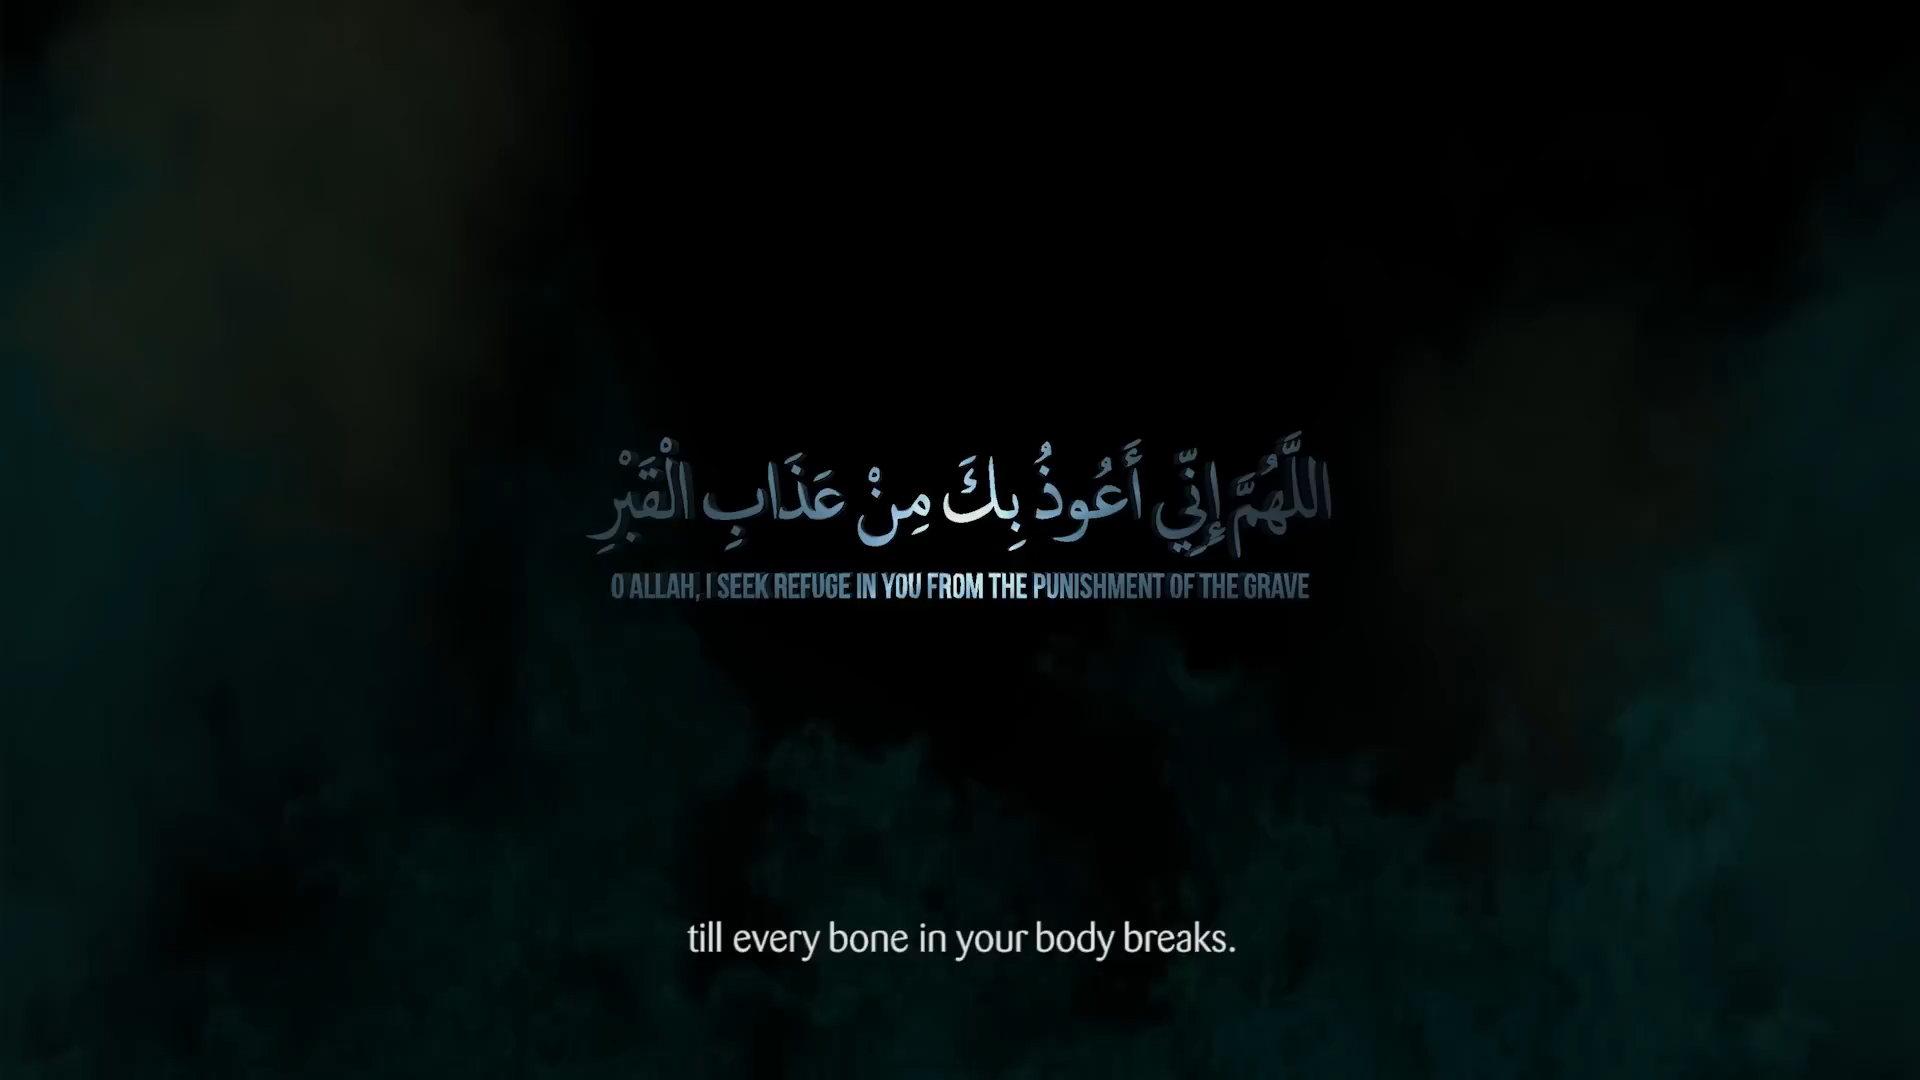 اللَّهُمَّ إِنِّي أَعُوذُ بِكَ مِنْ عَذَابِ الْقَبْرِ
O ALLAH, I SEEK REFUGE IN YOU FROM THE PUNISHMENT OF THE GRAVE
till every bone in your body breaks.